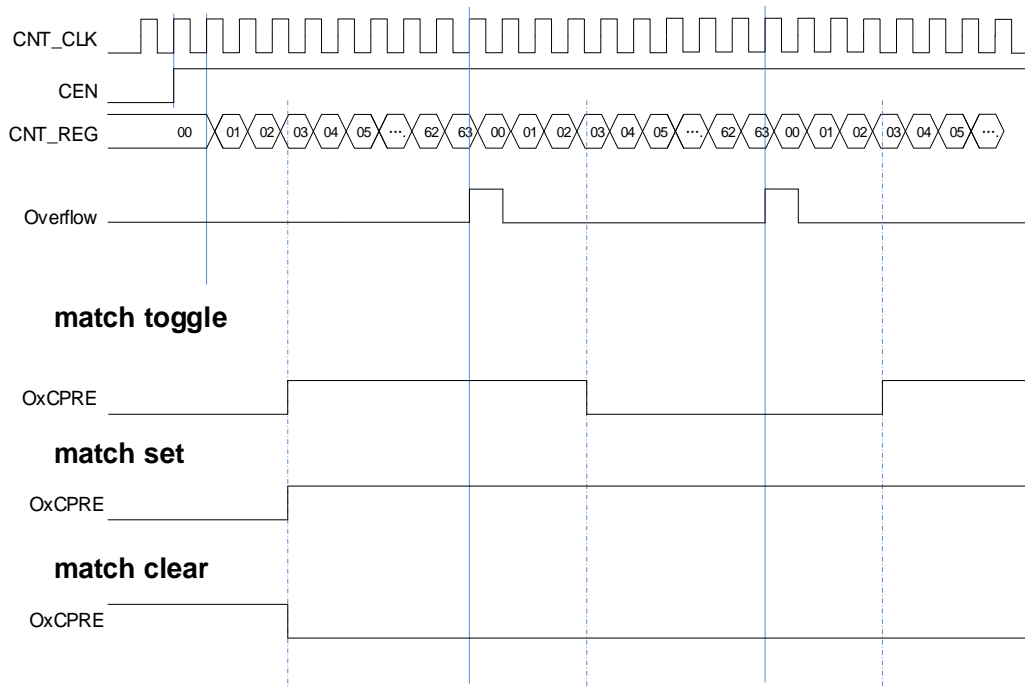 CNT_CLK
CEN
CNT_REG 00 01 02 03 04 05 …. 62 63 00 01 02 03 04 05 …. 62 63 00 01 02 03 04 05 ….
Overflow
match toggle
OxCPRE
match set
OxCPRE
match clear
OxCPRE